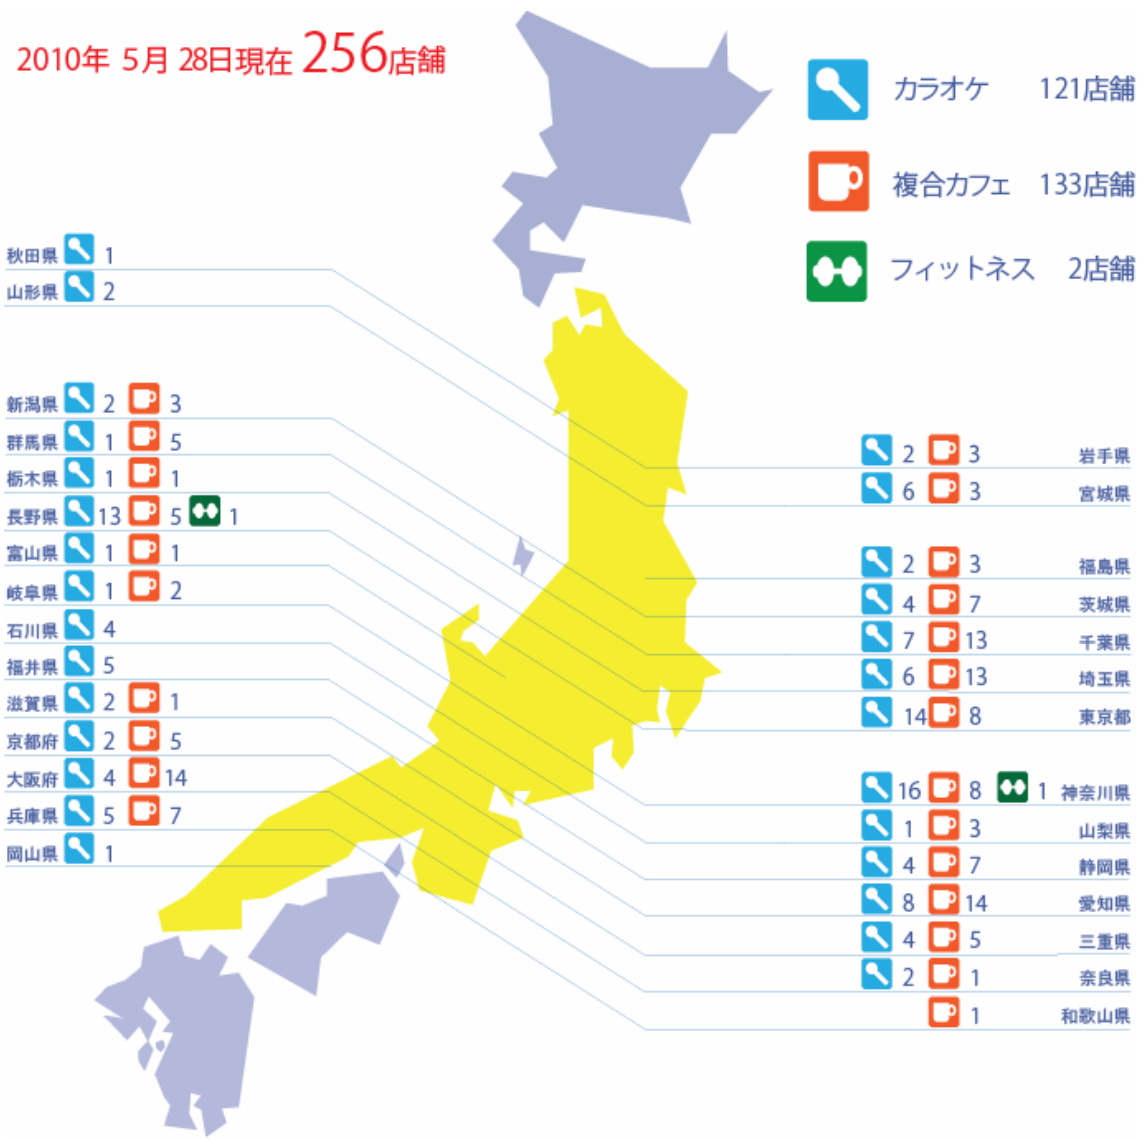 2010年 5月 28日現在 256店舗
カラオケ 121店舗
複合カフェ 133店舗
フィットネス 2店舗
秋田県 1
山形県 2
新潟県 2 3
群馬県 1 5
栃木県 1 1
長野県 13 5 1
富山県 1 1
岐阜県 1 2
石川県 4
福井県 5
滋賀県 2 1
京都府 2 5
大阪府 4 14
兵庫県 5 7
岡山県 1
2 3 岩手県
6 3 宮城県
2 3 福島県
4 7 茨城県
7 13 千葉県
6 13 埼玉県
14 8 東京都
16 8 1 神奈川県
1 3 山梨県
4 7 静岡県
8 14 愛知県
4 5 三重県
2 1 奈良県
1 和歌山県